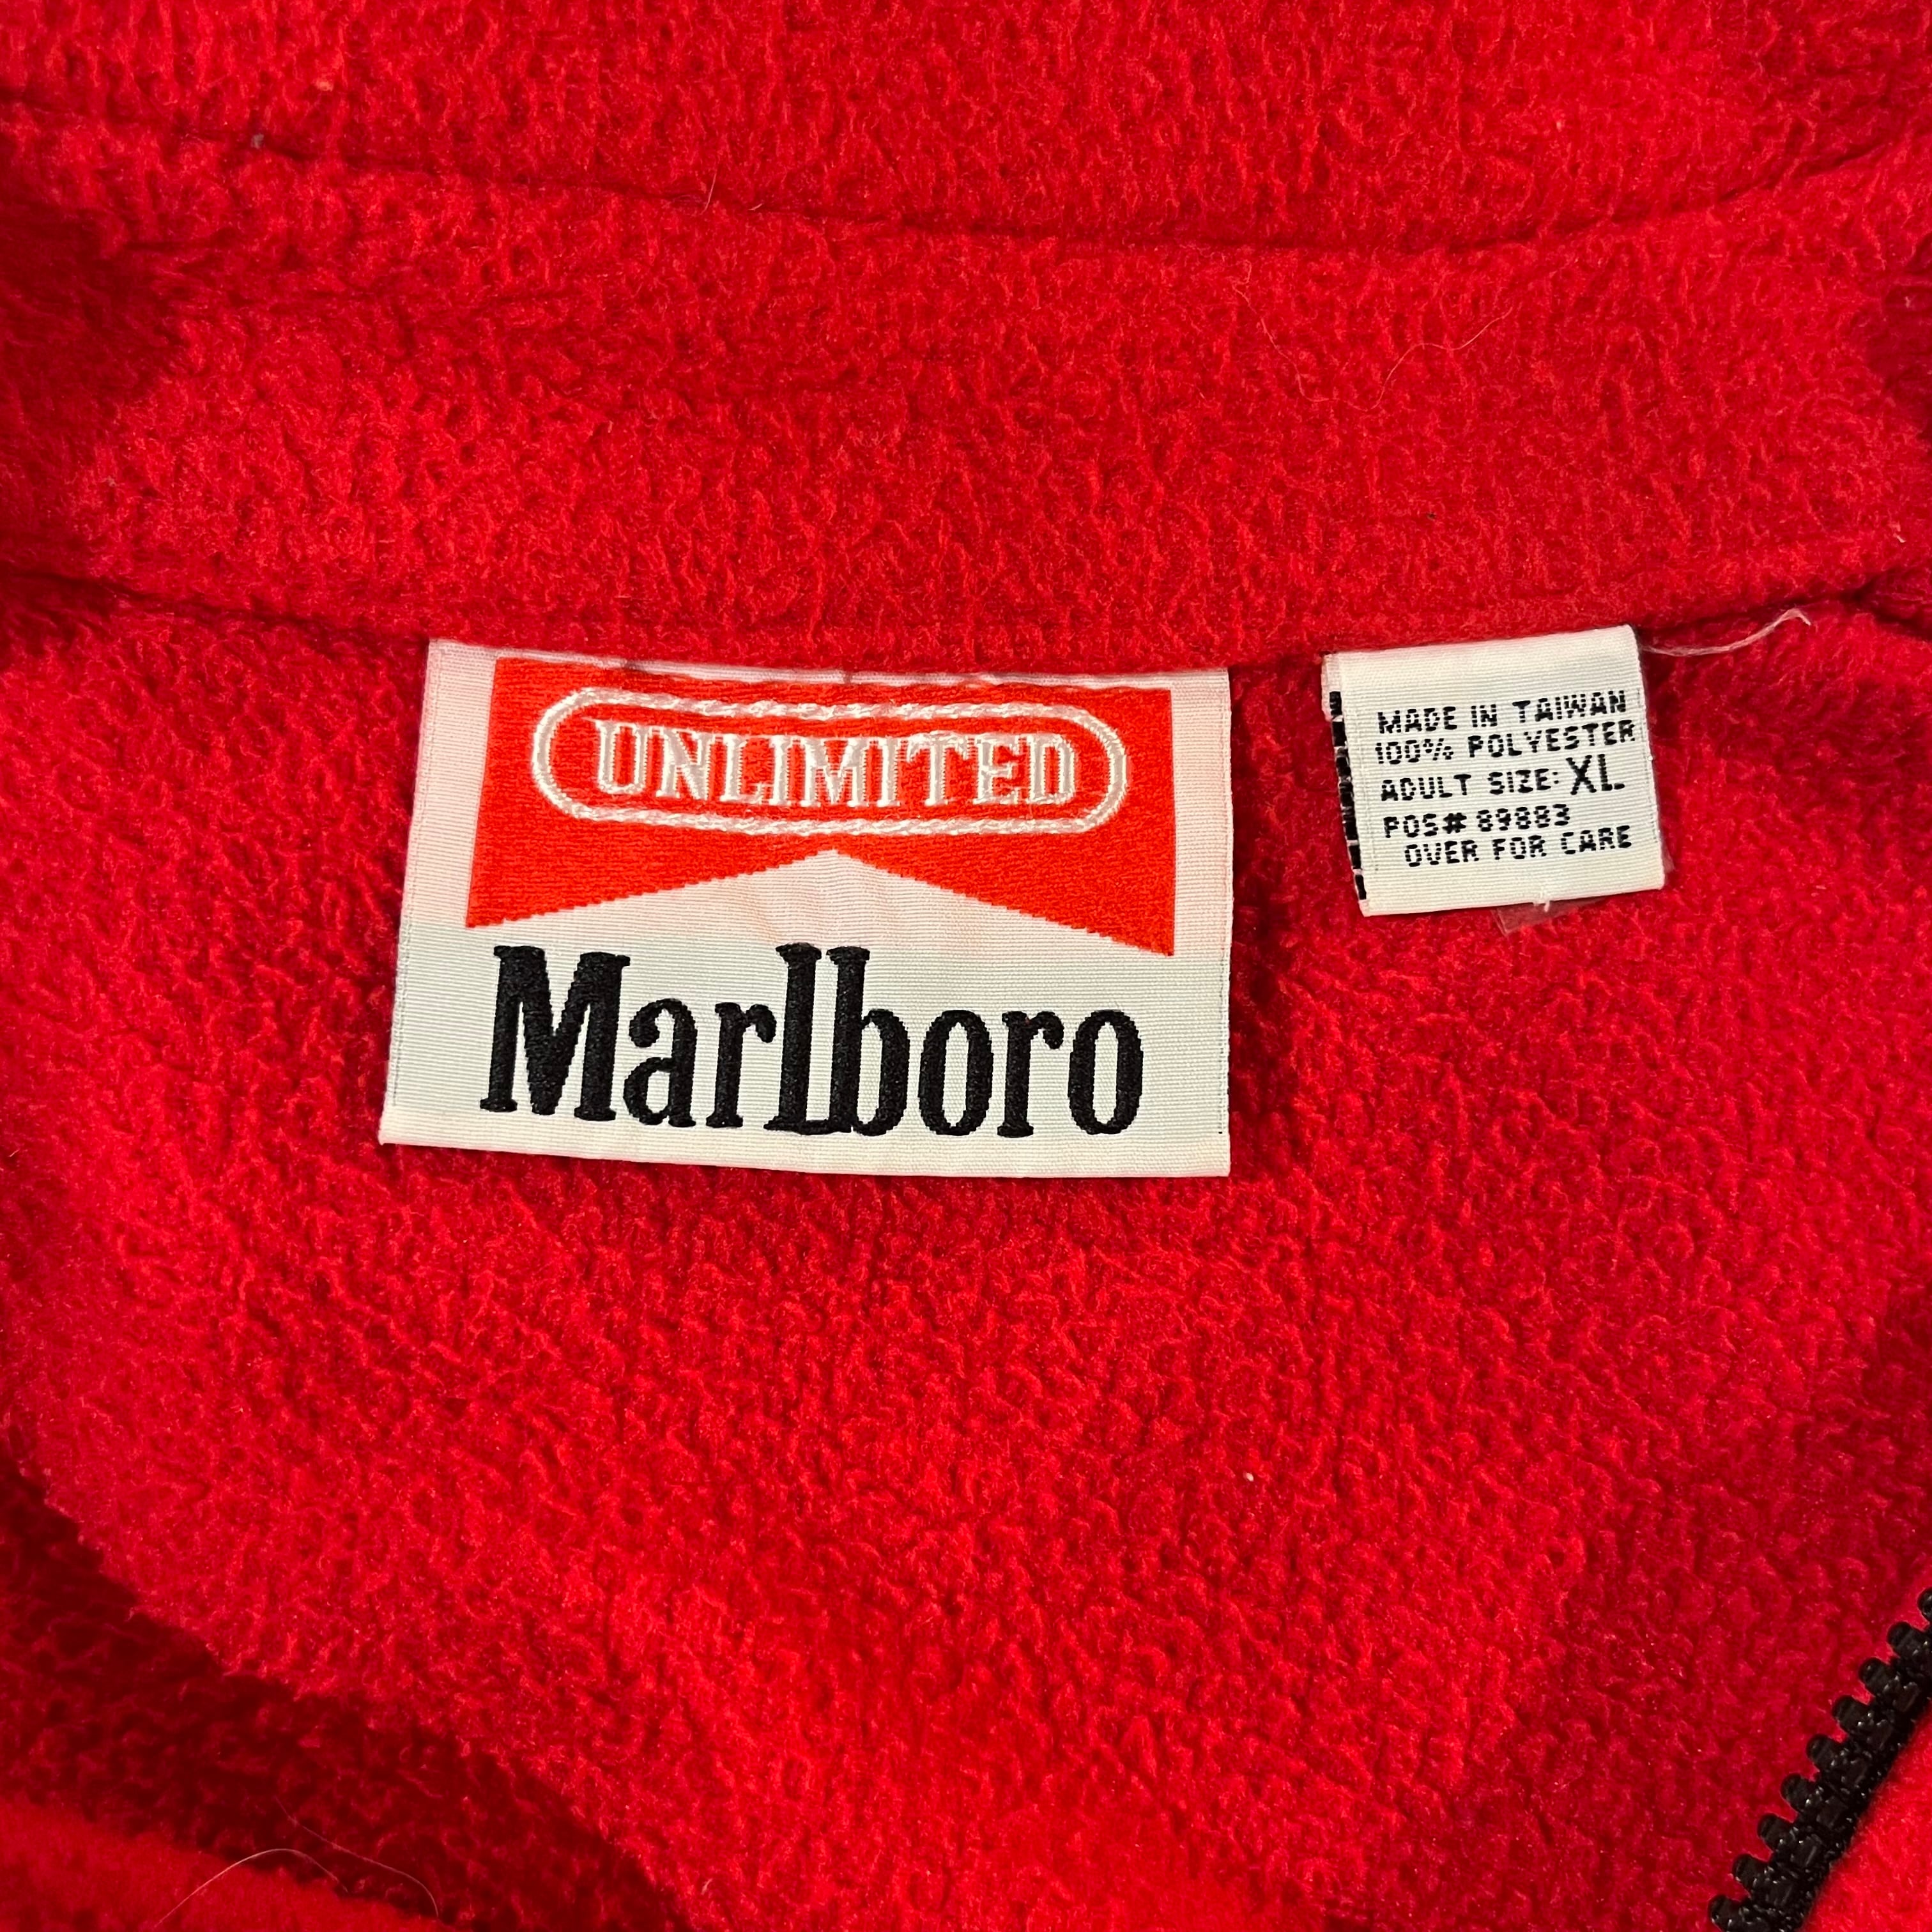 UNLIMITED
Marlboro
MADE IN TAIWAN
100% POLYESTER
ADULT SIZE: XL
POS# 89883
OVER FOR CARE